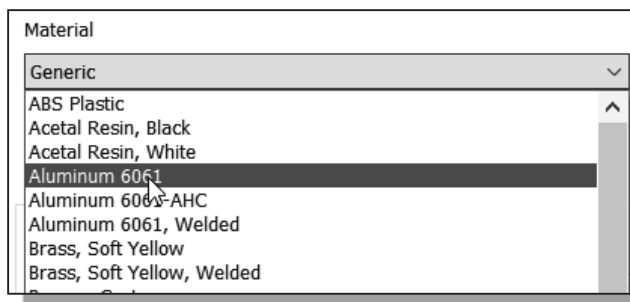 Material
Generic
ABS Plastic
Acetal Resin, Black
Acetal Resin, White
Aluminum 6061
Aluminum 6061-AHC
Aluminum 6061, Welded
Brass, Soft Yellow
Brass, Soft Yellow, Welded